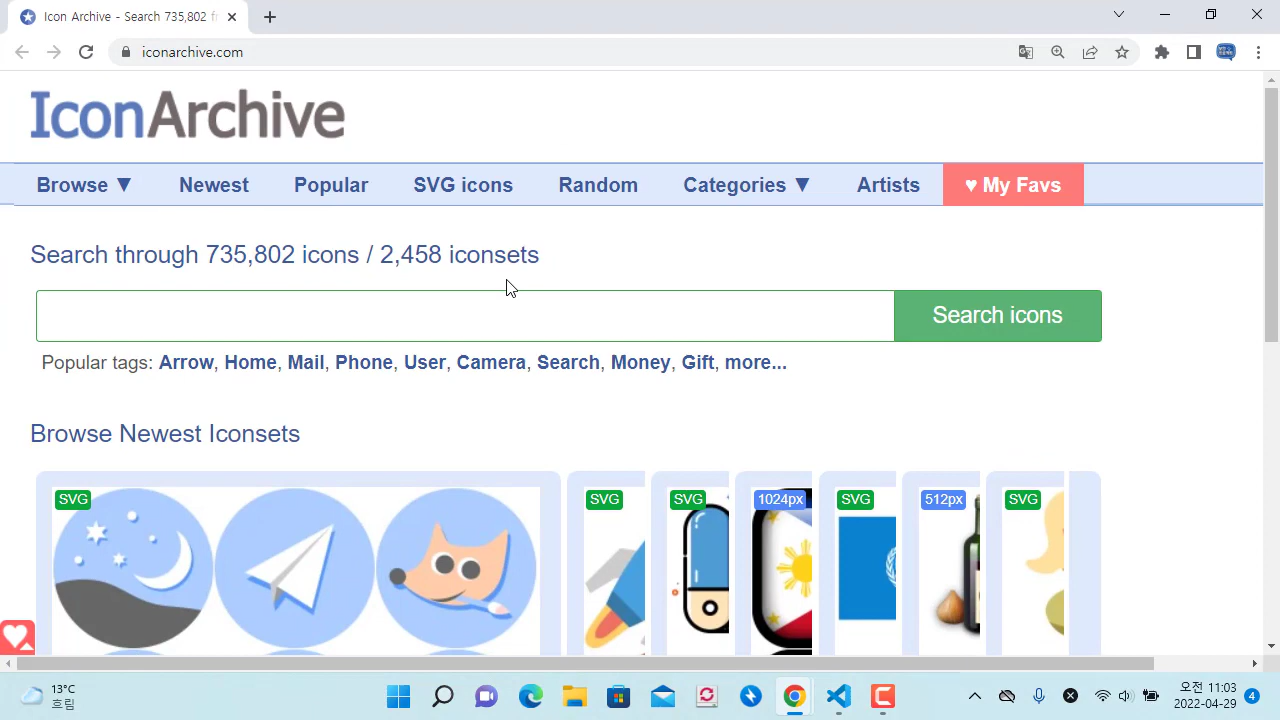 Icon Archive - Search 735,802 fr
iconarchive.com
IconArchive
Browse ▼ Newest Popular SVG icons Random Categories ▼ Artists ♥ My Favs
Search through 735,802 icons / 2,458 iconsets
Search icons
Popular tags: Arrow, Home, Mail, Phone, User, Camera, Search, Money, Gift, more...
Browse Newest Iconsets
SVG SVG SVG 1024px SVG 512px SVG
13°C
흐림
오전 11:03
2022-04-29
4